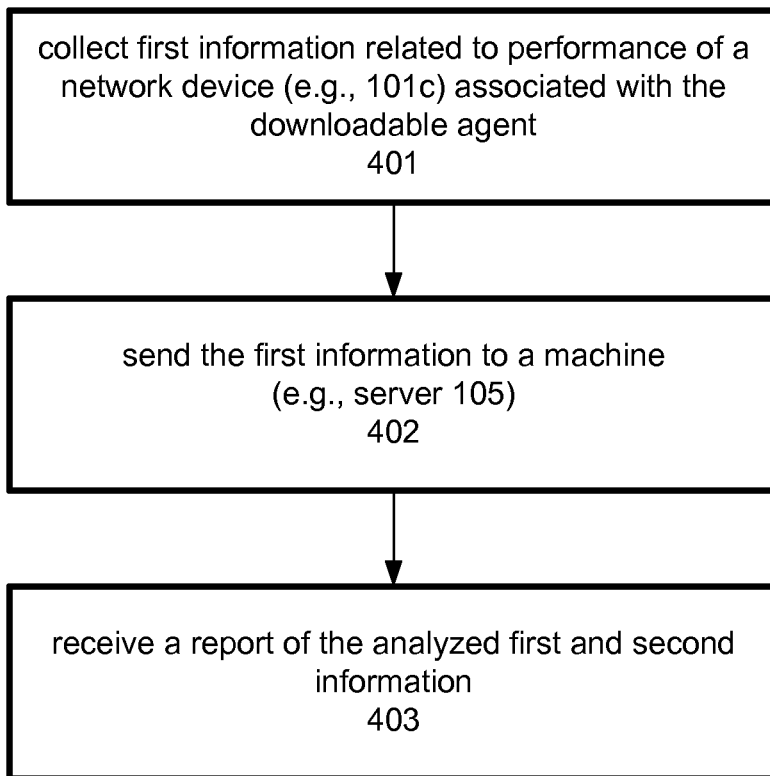 collect first information related to performance of a
network device (e.g., 101c) associated with the
downloadable agent
401
send the first information to a machine
(e.g., server 105)
402
receive a report of the analyzed first and second
information
403